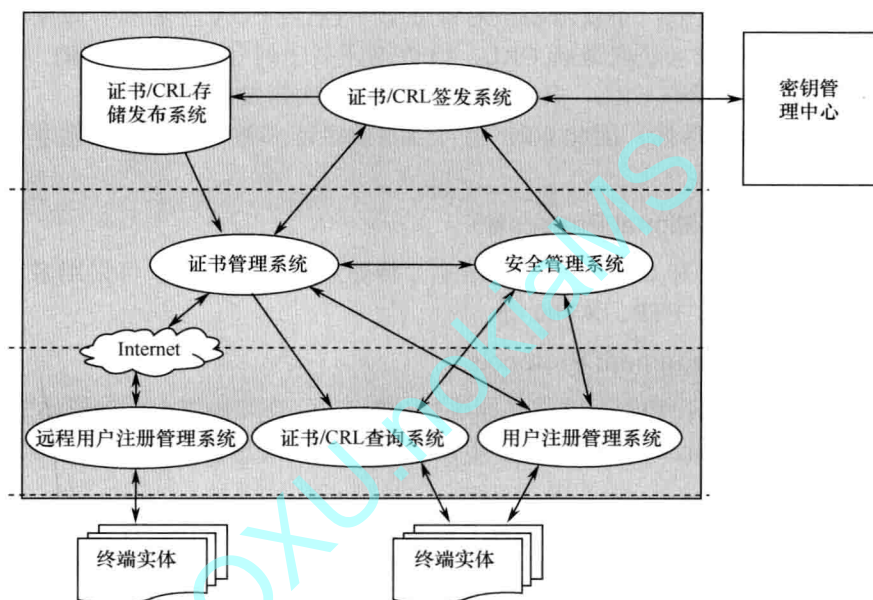 证书/CRL存
储发布系统
证书/CRL签发系统
密钥管
理中心
证书管理系统
安全管理系统
Internet
远程用户注册管理系统
证书/CRL查询系统
用户注册管理系统
终端实体
终端实体
OXU.nokiaMS